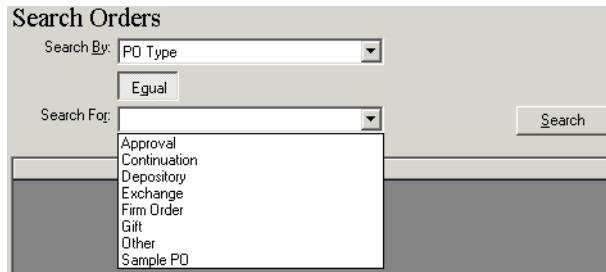 Search Orders
Search By: PO Type
Equal
Search For:
Search
Approval
Continuation
Depository
Exchange
Firm Order
Gift
Other
Sample PO